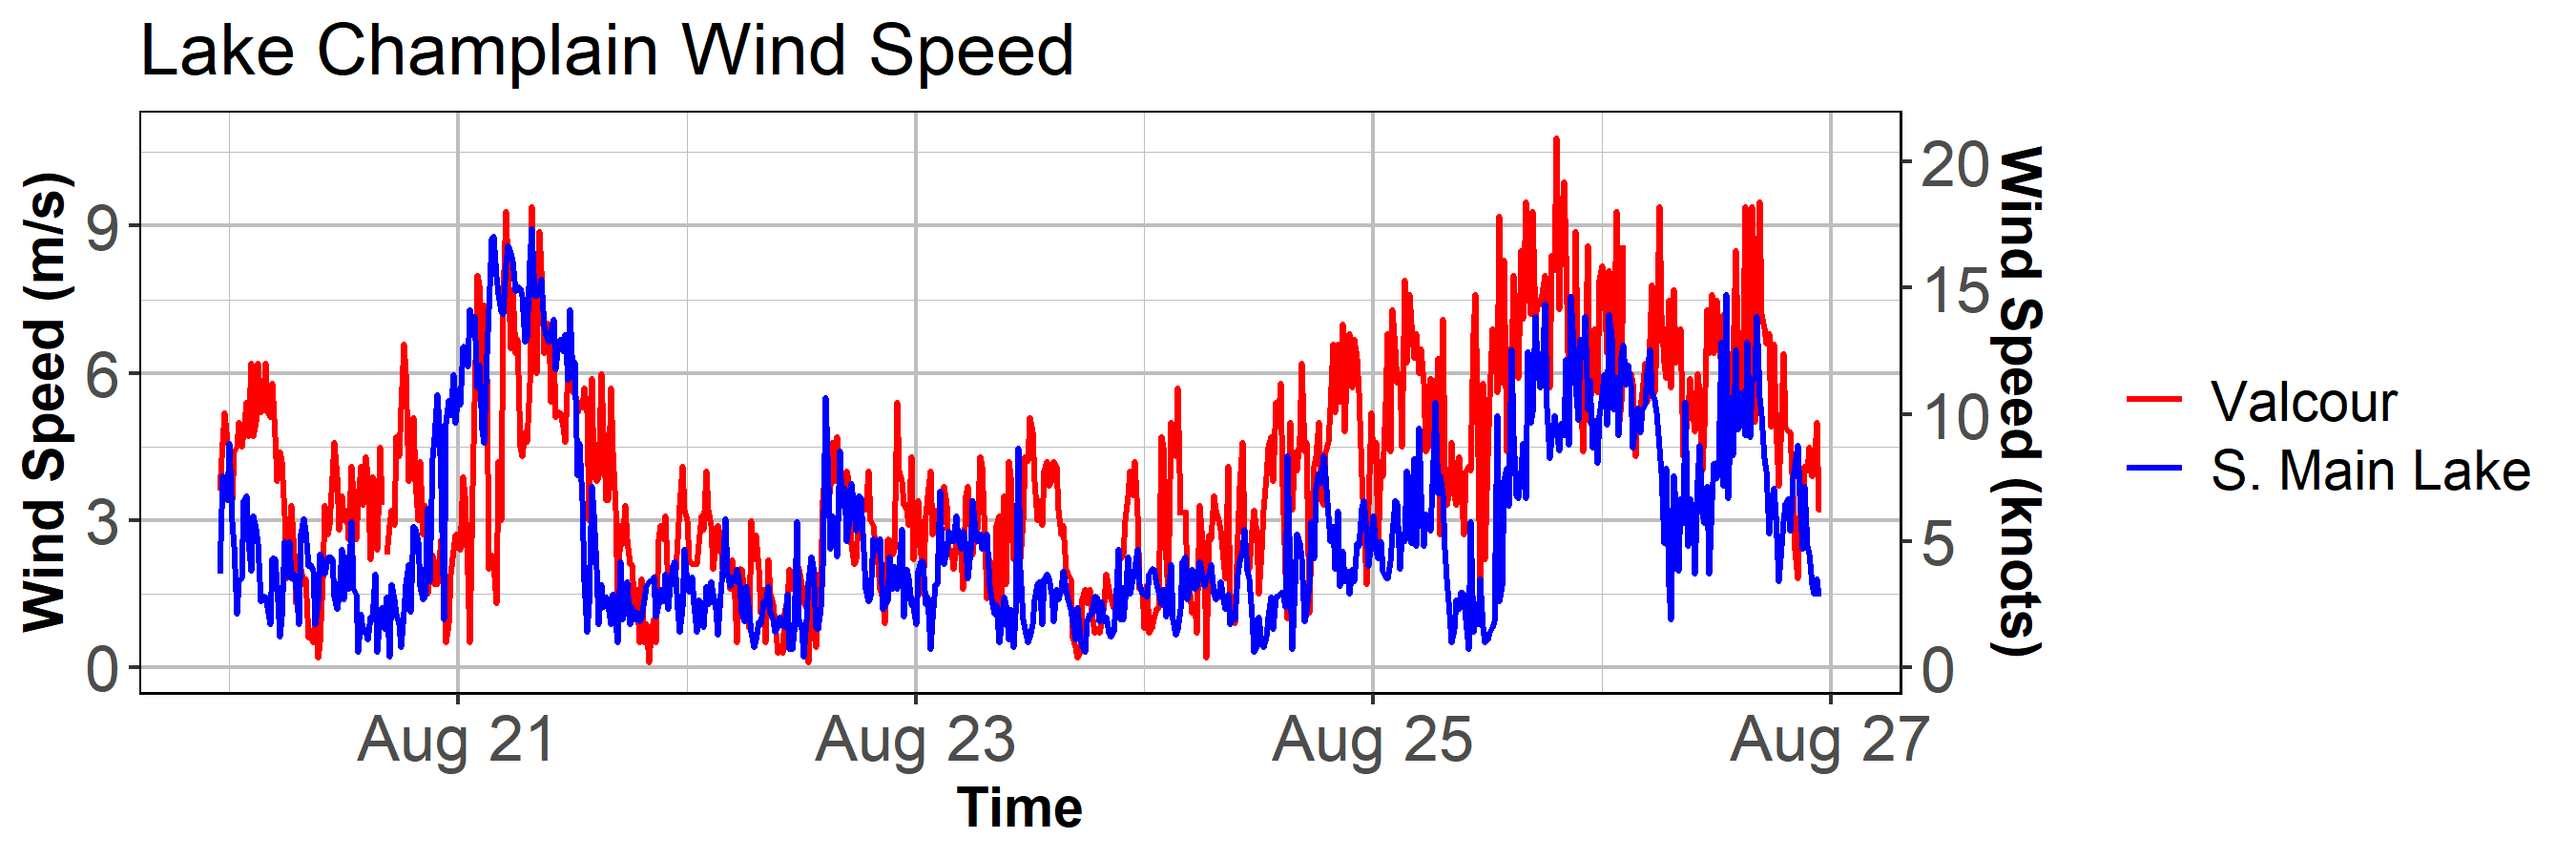 Lake Champlain Wind Speed
Wind Speed (m/s)
9
6
3
0
20
15
10
5
0
Wind Speed (knots)
Aug 21
Aug 23
Aug 25
Aug 27
Time
Valcour
S. Main Lake